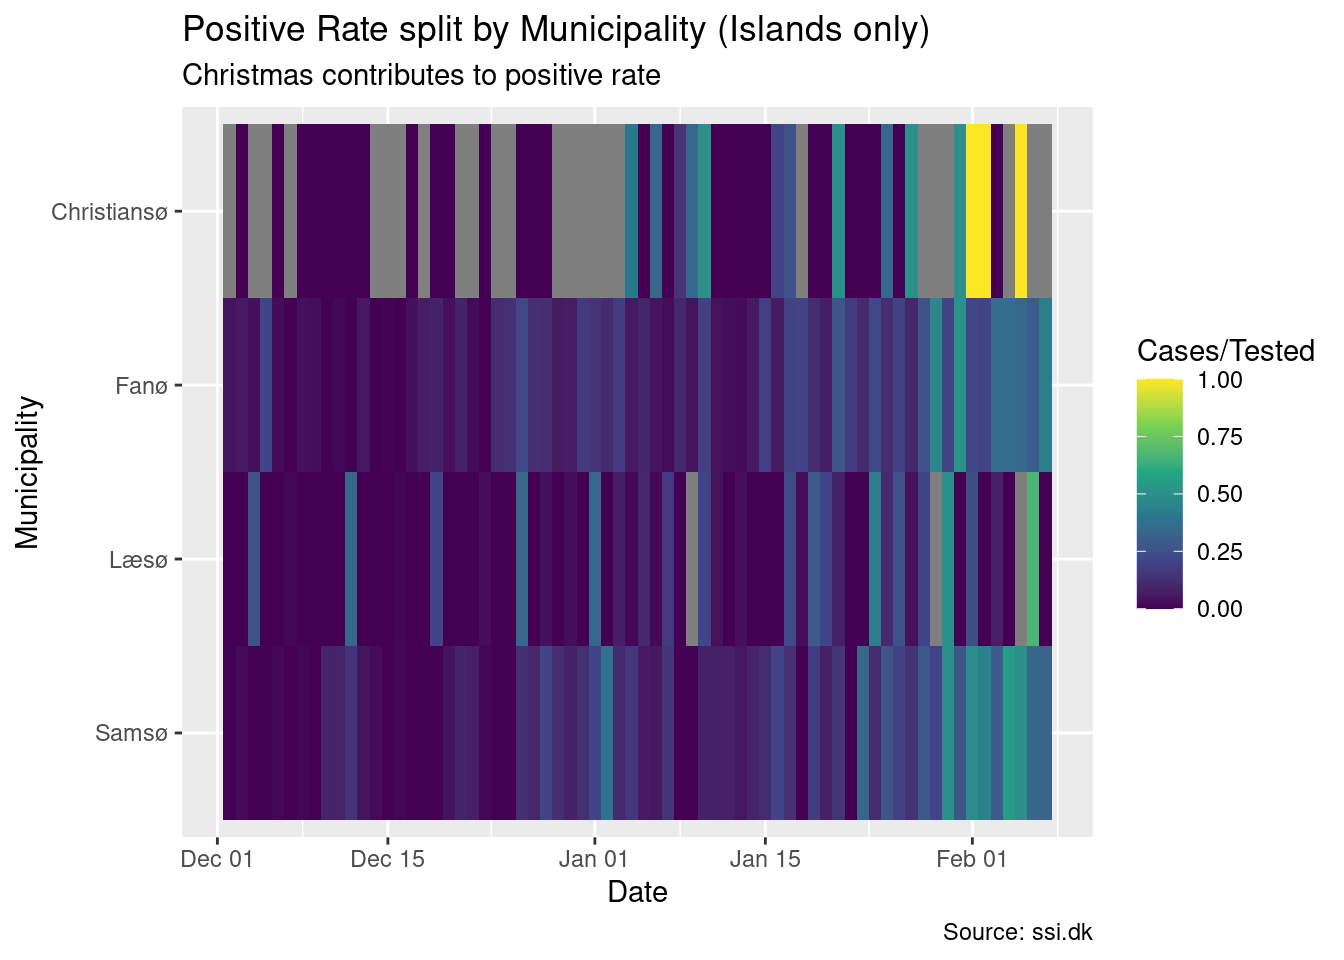 Positive Rate split by Municipality (Islands only)
Christmas contributes to positive rate
Municipality
Christiansø
Fanø
Læsø
Samsø
Dec 01
Dec 15
Jan 01
Jan 15
Feb 01
Date
Cases/Tested
1.00
0.75
0.50
0.25
0.00
Source: ssi.dk